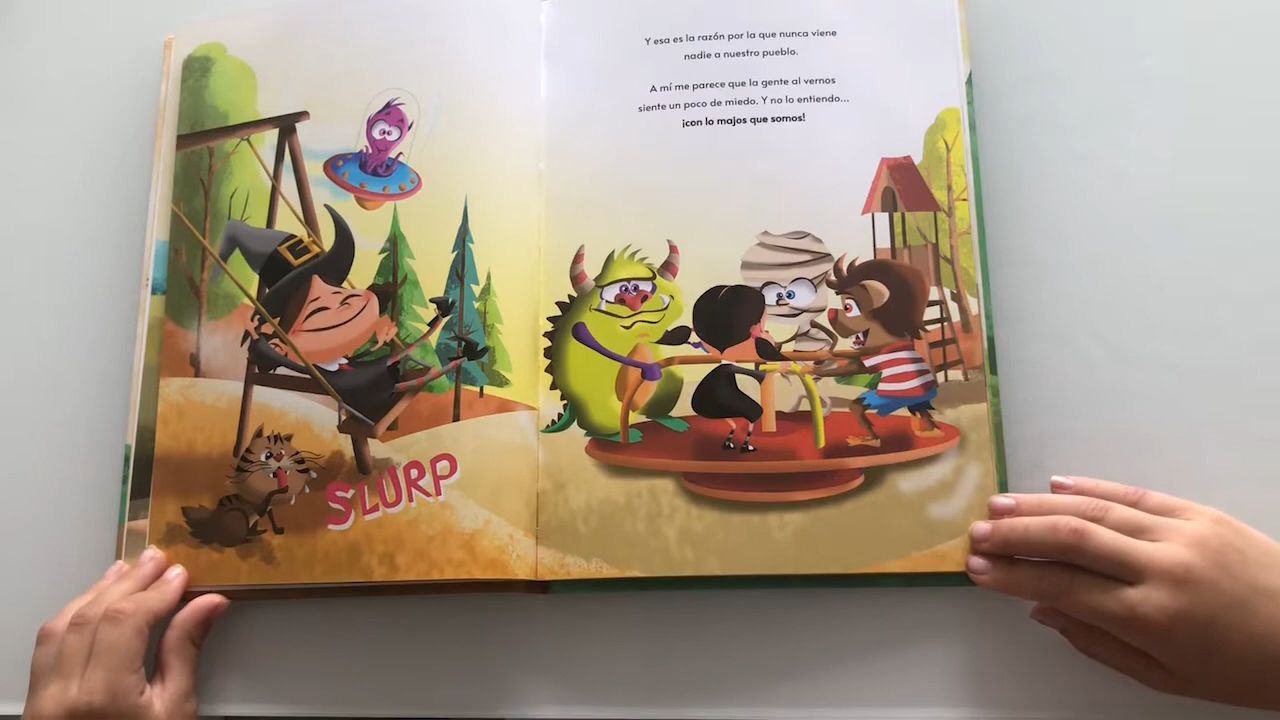 SLURP
Y esa es la razón por la que nunca viene
nadie a nuestro pueblo.
A mí me parece que la gente al vernos
siente un poco de miedo. Y no lo entiendo...
¡con lo majos que somos!